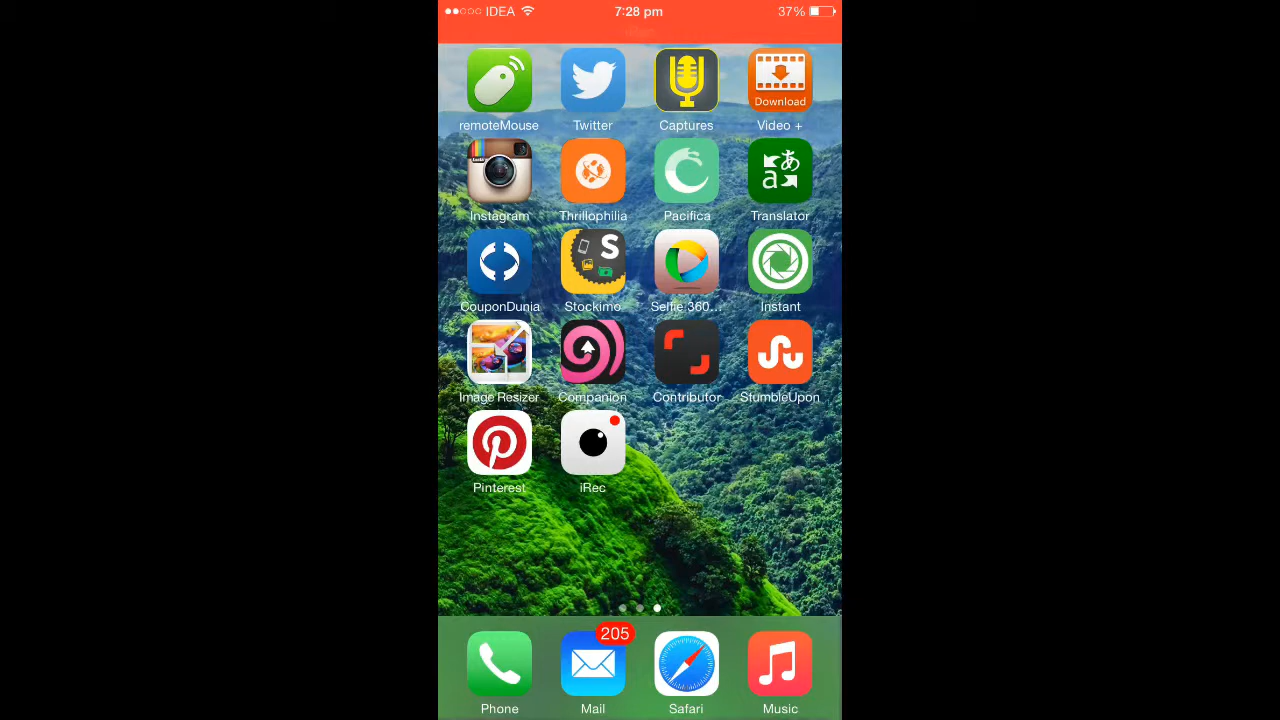 IDEA 7:28 pm 37%
Download
remoteMouse Twitter Captures Video +
Instagram Thrillophilia Pacifica Translator
S
CouponDunia Stockimo Selfie 360... Instant
Image Resizer Companion Contributor StumbleUpon
Pinterest iRec
205
Phone Mail Safari Music